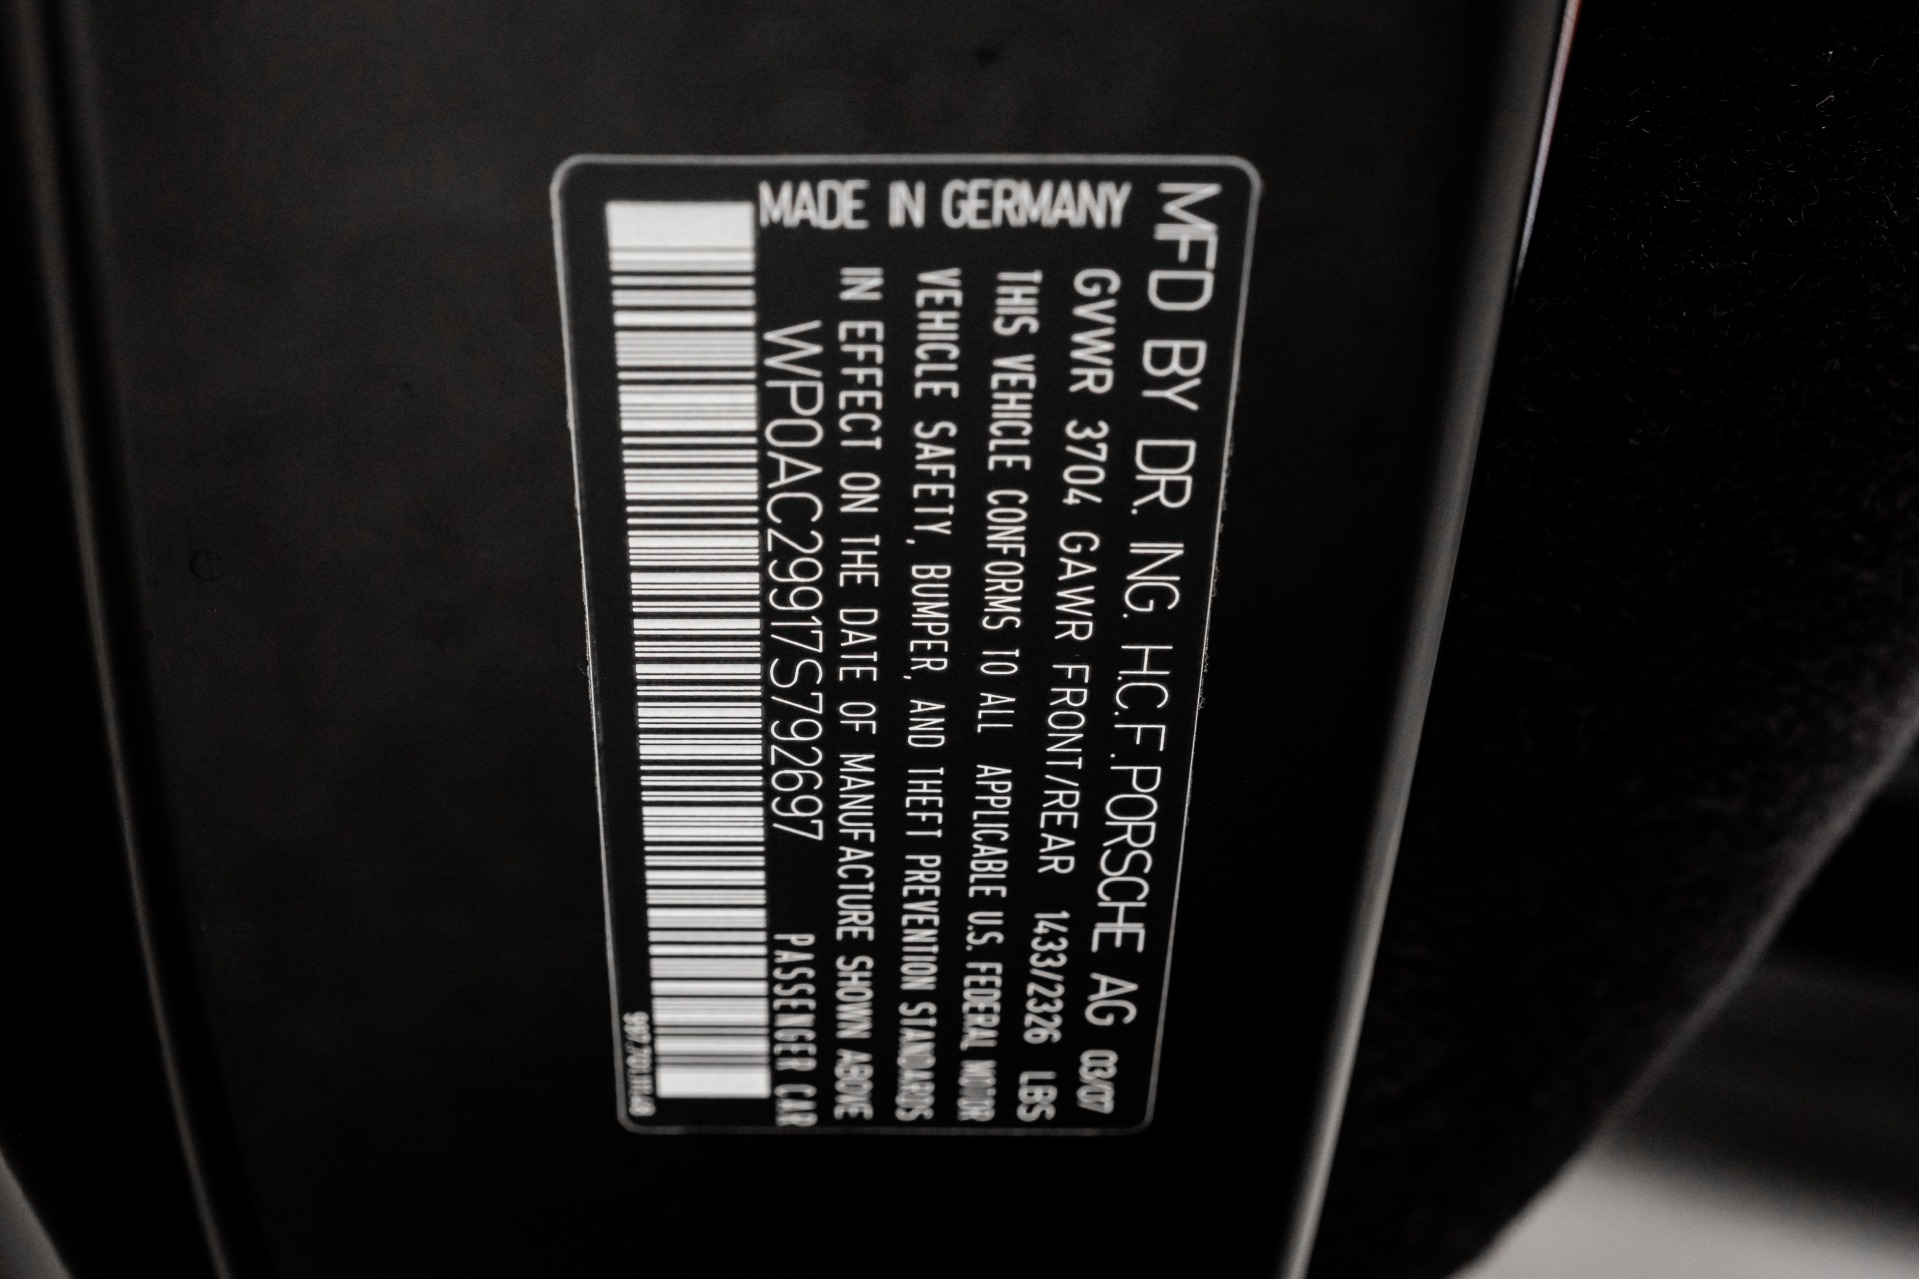 MFD BY DR. ING. H.C.F. PORSCHE AG 03/07
GVWR 3704 GAWR FRONT/REAR 1433/2326 LBS
THIS VEHICLE CONFORMS TO ALL APPLICABLE U.S. FEDERAL MOTOR
VEHICLE SAFETY, BUMPER, AND THEFT PREVENTION STANDARDS
IN EFFECT ON THE DATE OF MANUFACTURE SHOWN ABOVE
WP0AC29917S792697 PASSENGER CAR
MADE IN GERMANY